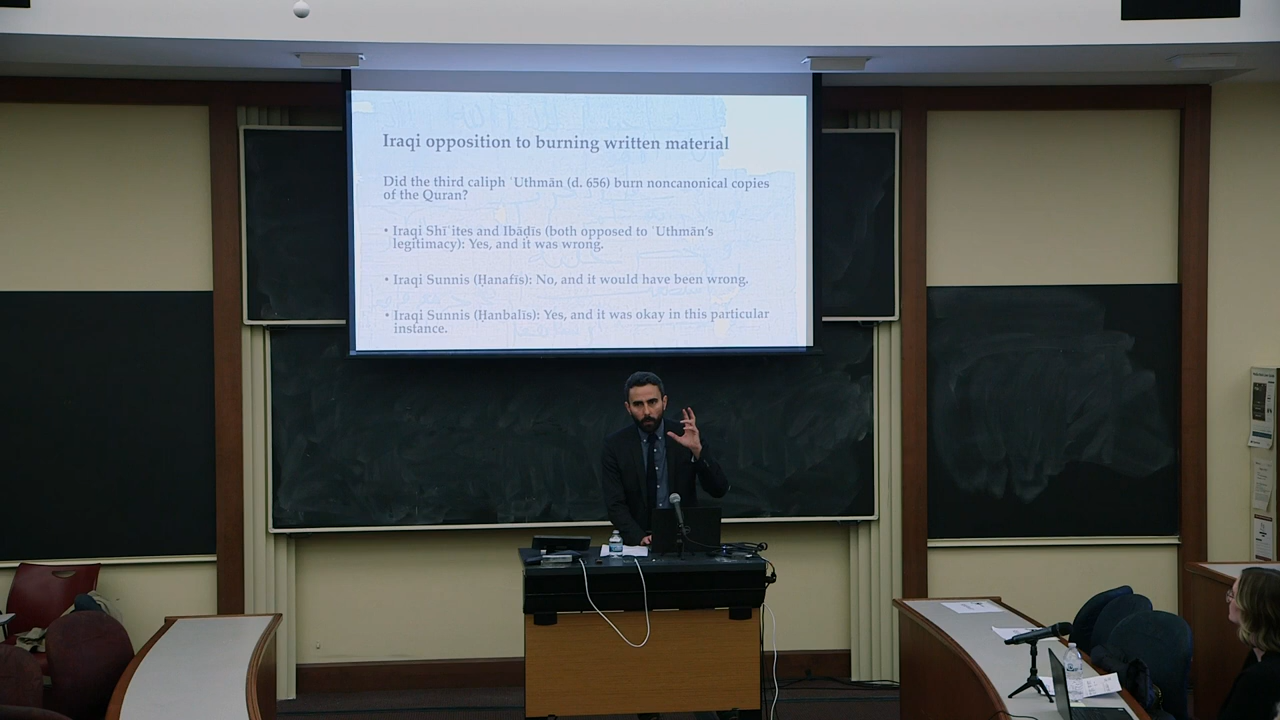 Iraqi opposition to burning written material
Did the third caliph ʿUthmān (d. 656) burn noncanonical copies
of the Quran?
• Iraqi Shīʿites and Ibāḍīs (both opposed to ʿUthmān's
legitimacy): Yes, and it was wrong.
• Iraqi Sunnis (Ḥanafīs): No, and it would have been wrong.
• Iraqi Sunnis (Ḥanbalīs): Yes, and it was okay in this particular
instance.